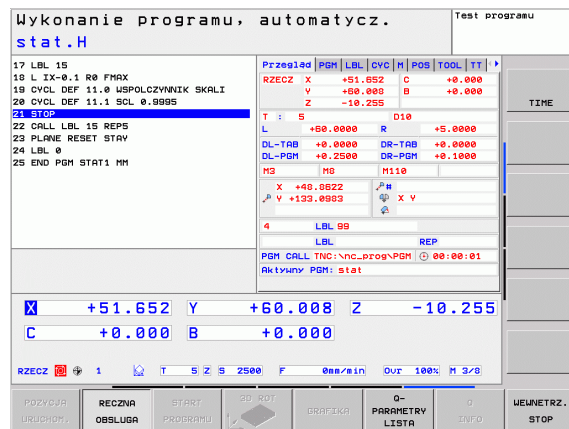 Wykonanie programu, automatycz.
Test programu
stat.H
17 LBL 15
18 L IX-0.1 R0 FMAX
19 CYCL DEF 11.0 WSPOLCZYNNIK SKALI
20 CYCL DEF 11.1 SCL 0.9995
21 STOP
22 CALL LBL 15 REP5
23 PLANE RESET STAY
24 LBL 0
25 END PGM STAT1 MM
Przegląd PGM LBL CYC M POS TOOL TT
RZECZ X +51.652 C +0.000
Y +60.008 B +0.000
Z -10.255
T : 5 D10
L +60.0000 R +5.0000
DL-TAB +0.0000 DR-TAB +0.0000
DL-PGM +0.2500 DR-PGM +0.1000
M3 M8 M110
X +48.8622 #
Y +133.0983 X Y
4 LBL 99
LBL REP
PGM CALL TNC:\nc_prog\PGM 00:00:01
Aktywny PGM: stat
X +51.652 Y +60.008 Z -10.255
C +0.000 B +0.000
RZECZ 1 T 5 Z S 2500 F 0mm/min Ovr 100% M 3/8
TIME
POZYCJA URUCHOM.
RECZNA OBSLUGA
START PROGRAMU
3D ROT
GRAFIKA
Q-PARAMETRY LISTA
Q INFO
WEWNETRZ. STOP